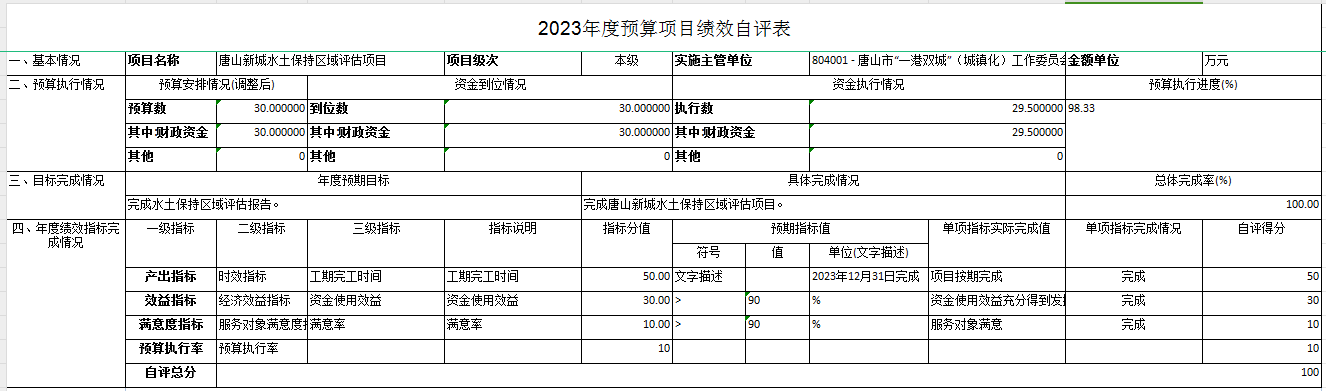 2023年度预算项目绩效自评表
一、基本情况 项目名称 唐山新城水土保持区域评估项目 项目级次 本级 实施主管单位 804001 - 唐山市“一港双城”（城镇化）工作委员会 金额单位 万元
二、预算执行情况 预算安排情况(调整后) 资金到位情况 资金执行情况 预算执行进度(%)
预算数 30.000000 到位数 30.000000 执行数 29.500000 98.33
其中:财政资金 30.000000 其中:财政资金 30.000000 其中:财政资金 29.500000
其他 0 其他 0 其他 0
三、目标完成情况 年度预期目标 具体完成情况 总体完成率(%)
完成水土保持区域评估报告。 完成唐山新城水土保持区域评估项目。 100.00
四、年度绩效指标完成情况 一级指标 二级指标 三级指标 指标说明 指标分值 预期指标值 单项指标实际完成值 单项指标完成情况 自评得分
符号 值 单位(文字描述)
产出指标 时效指标 工期完工时间 工期完工时间 50.00 文字描述 2023年12月31日完成 项目按期完成 完成 50
效益指标 经济效益指标 资金使用效益 资金使用效益 30.00 > 90 % 资金使用效益充分得到发 完成 30
满意度指标 服务对象满意度 满意率 满意率 10.00 > 90 % 服务对象满意 完成 10
预算执行率 预算执行率 10 10
自评总分 100